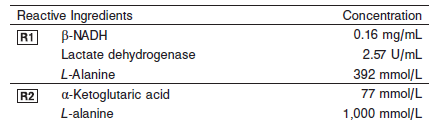 Reactive Ingredients Concentration
R1 β-NADH 0.16 mg/mL
Lactate dehydrogenase 2.57 U/mL
L-Alanine 392 mmol/L
R2 α-Ketoglutaric acid 77 mmol/L
L-alanine 1,000 mmol/L